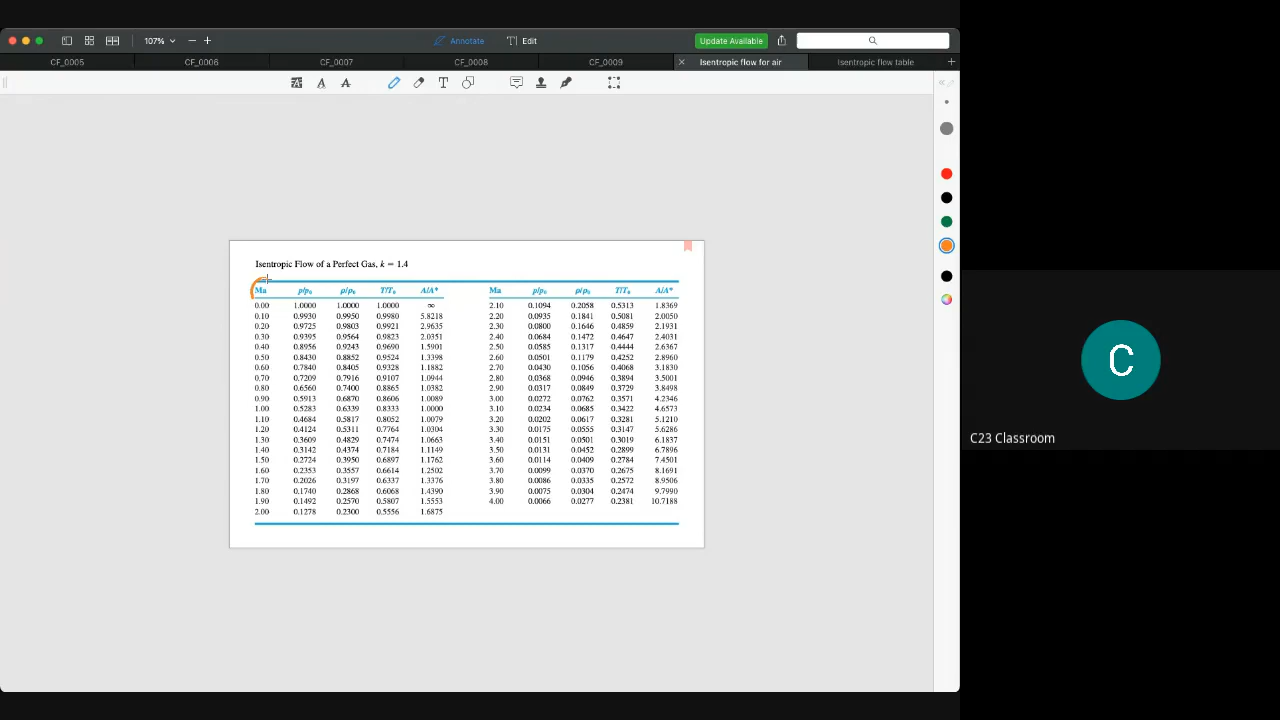 107%
Annotate
Edit
Update Available
CF_0005 CF_0006 CF_0007 CF_0008 CF_0009 Isentropic flow for air Isentropic flow table
Isentropic Flow of a Perfect Gas, k = 1.4
Ma p/p₀ ρ/ρ₀ T/T₀ A/A* Ma p/p₀ ρ/ρ₀ T/T₀ A/A*
0.00 1.0000 1.0000 1.0000 ∞ 2.10 0.1094 0.2058 0.5313 1.8369
0.10 0.9930 0.9950 0.9980 5.8218 2.20 0.0935 0.1841 0.5081 2.0050
0.20 0.9725 0.9803 0.9921 2.9635 2.30 0.0800 0.1646 0.4859 2.1931
0.30 0.9395 0.9564 0.9823 2.0351 2.40 0.0684 0.1472 0.4647 2.4031
0.40 0.8956 0.9243 0.9690 1.5901 2.50 0.0585 0.1317 0.4444 2.6367
0.50 0.8430 0.8852 0.9524 1.3398 2.60 0.0501 0.1179 0.4252 2.8960
0.60 0.7840 0.8405 0.9328 1.1882 2.70 0.0430 0.1056 0.4068 3.1830
0.70 0.7209 0.7916 0.9107 1.0944 2.80 0.0368 0.0946 0.3894 3.5001
0.80 0.6560 0.7400 0.8865 1.0382 2.90 0.0317 0.0849 0.3729 3.8498
0.90 0.5913 0.6870 0.8606 1.0089 3.00 0.0272 0.0762 0.3571 4.2346
1.00 0.5283 0.6339 0.8333 1.0000 3.10 0.0234 0.0685 0.3422 4.6573
1.10 0.4684 0.5817 0.8052 1.0079 3.20 0.0202 0.0617 0.3281 5.1210
1.20 0.4124 0.5311 0.7764 1.0304 3.30 0.0175 0.0555 0.3147 5.6286
1.30 0.3609 0.4829 0.7474 1.0663 3.40 0.0151 0.0501 0.3019 6.1837
1.40 0.3142 0.4374 0.7184 1.1149 3.50 0.0131 0.0452 0.2899 6.7896
1.50 0.2724 0.3950 0.6897 1.1762 3.60 0.0114 0.0409 0.2784 7.4501
1.60 0.2353 0.3557 0.6614 1.2502 3.70 0.0099 0.0370 0.2675 8.1691
1.70 0.2026 0.3197 0.6337 1.3376 3.80 0.0086 0.0335 0.2572 8.9506
1.80 0.1740 0.2868 0.6068 1.4390 3.90 0.0075 0.0304 0.2474 9.7990
1.90 0.1492 0.2570 0.5807 1.5553 4.00 0.0066 0.0277 0.2381 10.7188
2.00 0.1278 0.2300 0.5556 1.6875
C
C23 Classroom